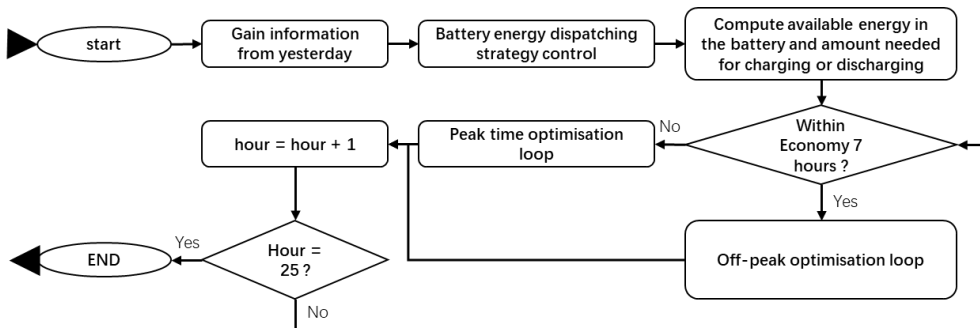 start
Gain information
from yesterday
Battery energy dispatching
strategy control
Compute available energy in
the battery and amount needed
for charging or discharging
Within
Economy 7
hours ?
No
Peak time optimisation
loop
hour = hour + 1
Yes
Off-peak optimisation loop
Hour =
25 ?
Yes
END
No